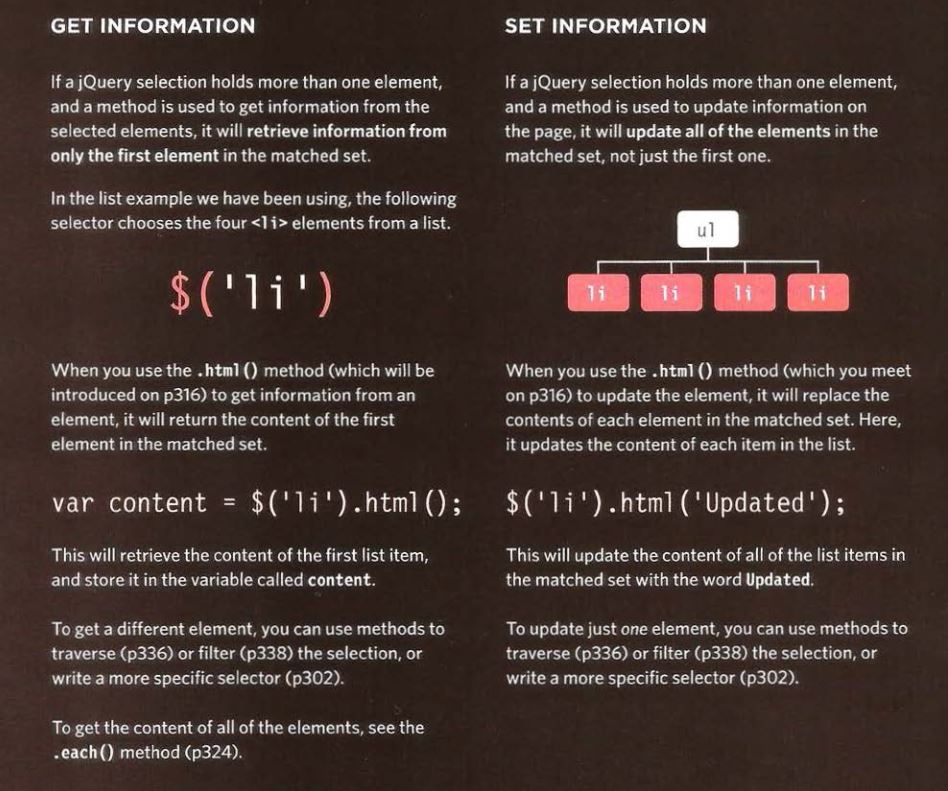 GET INFORMATION
If a jQuery selection holds more than one element,
and a method is used to get information from the
selected elements, it will retrieve information from
only the first element in the matched set.
In the list example we have been using, the following
selector chooses the four <li> elements from a list.
$('li')
When you use the .html() method (which will be
introduced on p316) to get information from an
element, it will return the content of the first
element in the matched set.
var content = $('li').html();
This will retrieve the content of the first list item,
and store it in the variable called content.
To get a different element, you can use methods to
traverse (p336) or filter (p338) the selection, or
write a more specific selector (p302).
To get the content of all of the elements, see the
.each() method (p324).
SET INFORMATION
If a jQuery selection holds more than one element,
and a method is used to update information on
the page, it will update all of the elements in the
matched set, not just the first one.
ul
li li li li
When you use the .html() method (which you meet
on p316) to update the element, it will replace the
contents of each element in the matched set. Here,
it updates the content of each item in the list.
$('li').html('Updated');
This will update the content of all of the list items in
the matched set with the word Updated.
To update just one element, you can use methods to
traverse (p336) or filter (p338) the selection, or
write a more specific selector (p302).